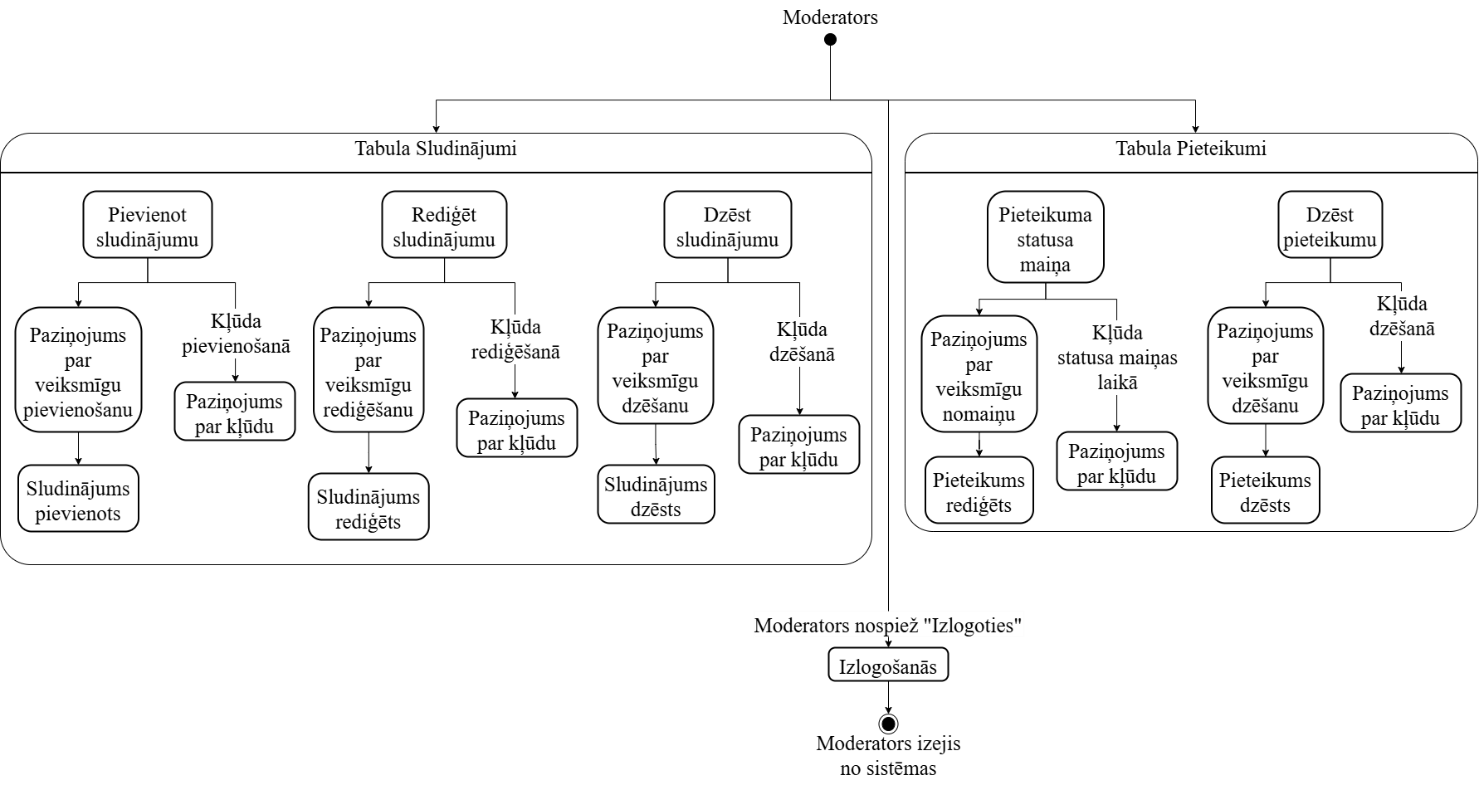 Moderators
Tabula Sludinājumi
Pievienot
sludinājumu
Rediģēt
sludinājumu
Dzēst
sludinājumu
Paziņojums
par
veiksmīgu
pievienošanu
Kļūda
pievienošanā
Paziņojums
par kļūdu
Sludinājums
pievienots
Paziņojums
par
veiksmīgu
rediģēšanu
Kļūda
rediģēšanā
Paziņojums
par kļūdu
Sludinājums
rediģēts
Paziņojums
par
veiksmīgu
dzēšanu
Kļūda
dzēšanā
Paziņojums
par kļūdu
Sludinājums
dzēsts
Tabula Pieteikumi
Pieteikuma
statusa
maiņa
Dzēst
pieteikumu
Paziņojums
par
veiksmīgu
nomaiņu
Kļūda
statusa maiņas
laikā
Paziņojums
par kļūdu
Pieteikums
rediģēts
Paziņojums
par
veiksmīgu
dzēšanu
Kļūda
dzēšanā
Paziņojums
par kļūdu
Pieteikums
dzēsts
Moderators nospiež "Izlogoties"
Izlogošanās
Moderators izejis
no sistēmas